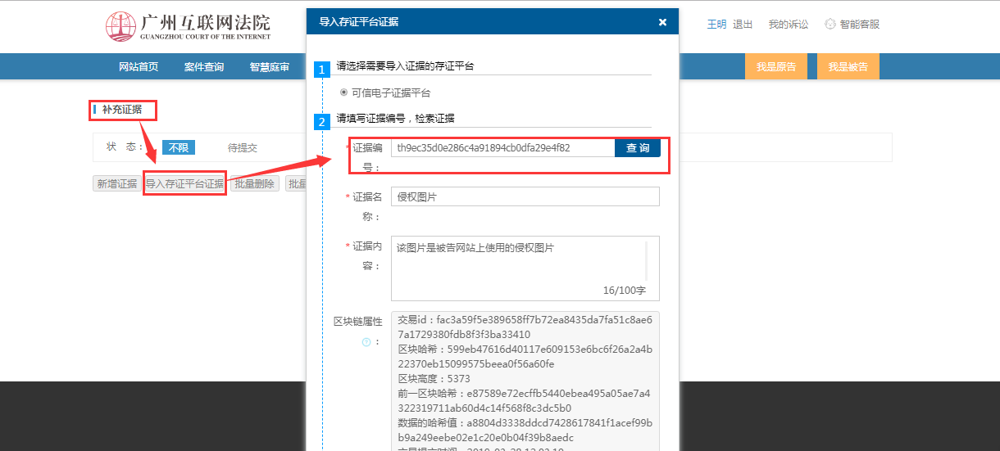 广州互联网法院
GUANGZHOU COURT OF THE INTERNET
王明 退出 我的诉讼 智能客服
网站首页 案件查询 智慧庭审
我是原告 我是被告
补充证据
状 态： 不限 待提交
新增证据 导入存证平台证据 批量删除 批量
导入存证平台证据 ×
1 请选择需要导入证据的存证平台
可信电子证据平台
2 请填写证据编号，检索证据
*证据编号： th9ec35d0e286c4a91894cb0dfa29e4f82 查 询
*证据名称： 侵权图片
*证据内容： 该图片是被告网站上使用的侵权图片
16/100字
区块链属性 ? ：
交易id：fac3a59f5e389658ff7b72ea8435da7fa51c8ae6
7a1729380fdb8f3f3ba33410
区块哈希：599eb47616d40117e609153e6bc6f26a2a4b
22370eb15099575beea0f56a60fe
区块高度：5373
前一区块哈希：e87589e72ecffb5440ebea495a05ae7a4
322319711ab60d4c14f568f8c3dc5b0
数据的哈希值：a8804d3338ddcd7428617841f1acef99b
b9a249eebe02e1c20e0b04f39b8aedc